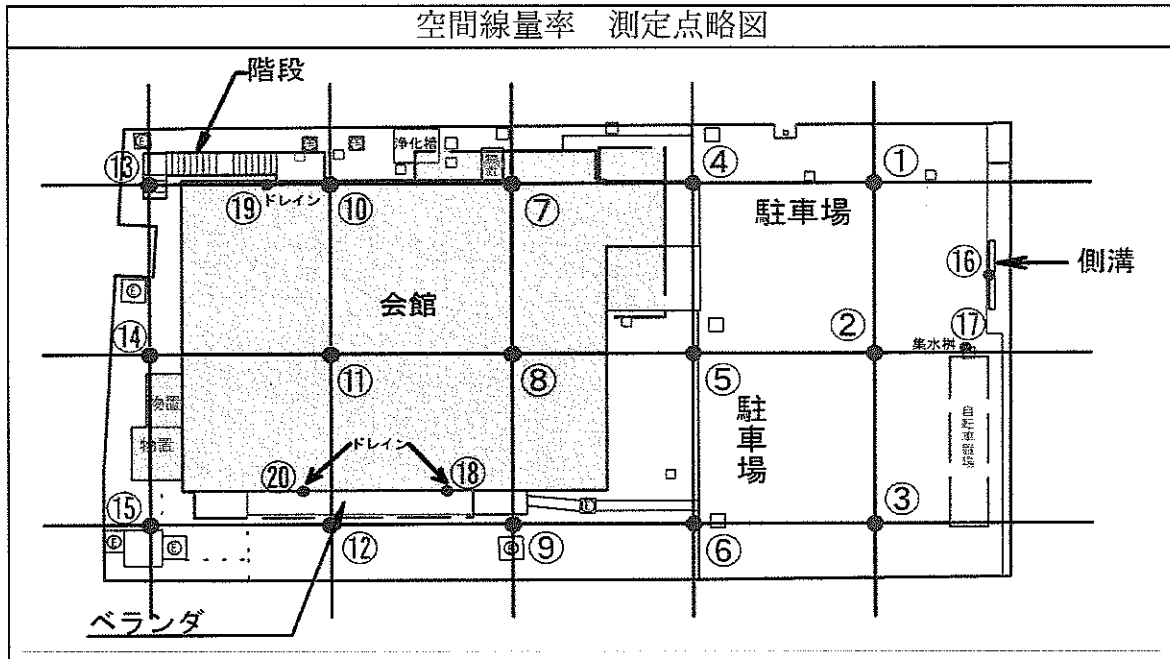 空間線量率 測定点略図
階段
浄化槽
⑬
④
①
⑲
ドレイン
⑩
⑦
駐車場
⑯
側溝
会館
②
⑰
集水桝
⑭
⑪
⑧
⑤
物置
駐車場
自転車置場
物置
ドレイン
⑳
⑱
⑮
③
⑫
⑨
⑥
ベランダ